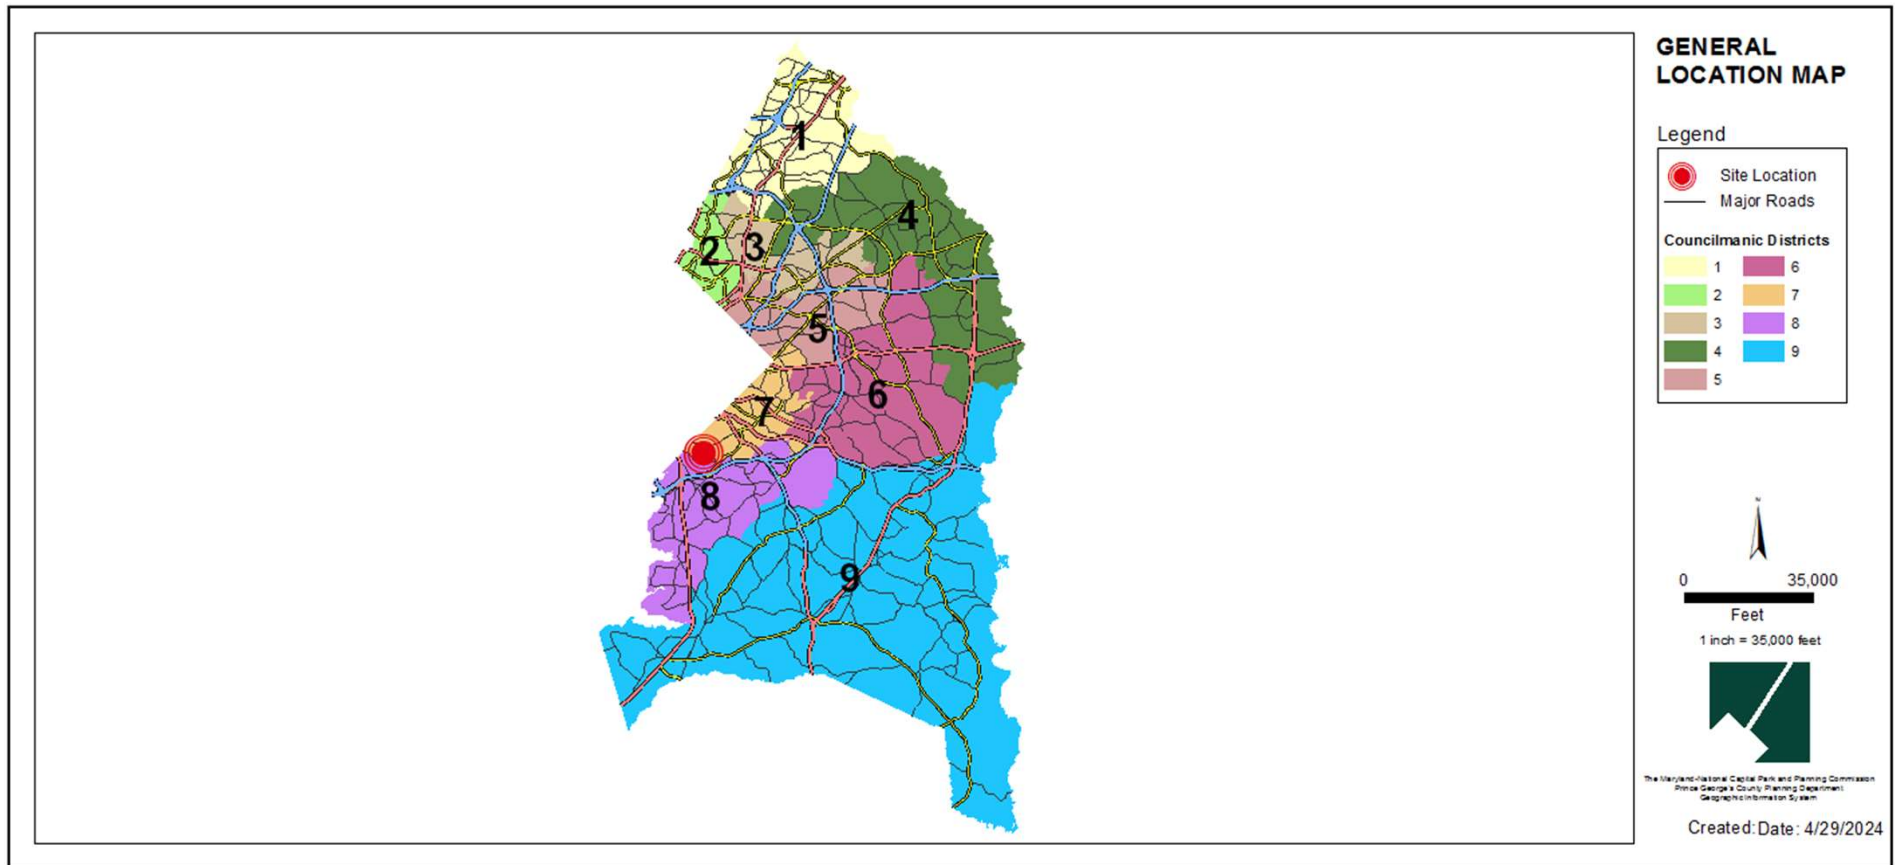 GENERAL
LOCATION MAP
Legend
Site Location
Major Roads
Councilmanic Districts
1 6
2 7
3 8
4 9
5
1
4
2 3
5
6
7
8
9
N
0 35,000
Feet
1 inch = 35,000 feet
The Maryland-National Capital Park and Planning Commission
Prince George's County Planning Department
Geographic Information System
Created: Date: 4/29/2024